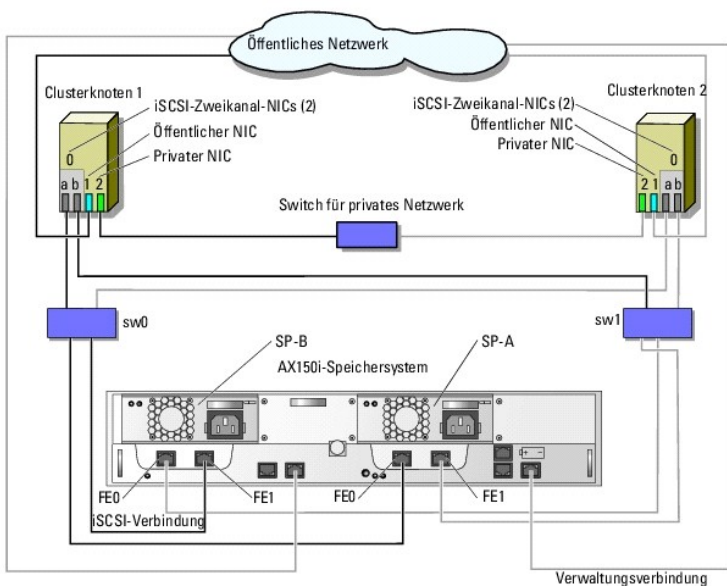 Öffentliches Netzwerk
Clusterknoten 1
Clusterknoten 2
iSCSI-Zweikanal-NICs (2)
iSCSI-Zweikanal-NICs (2)
Öffentlicher NIC
Öffentlicher NIC
Privater NIC
Privater NIC
0
0
a b 1 2
2 1 a b
Switch für privates Netzwerk
sw0
sw1
SP-B
SP-A
AX150i-Speichersystem
FE0
FE1
FE0
FE1
iSCSI-Verbindung
Verwaltungsverbindung